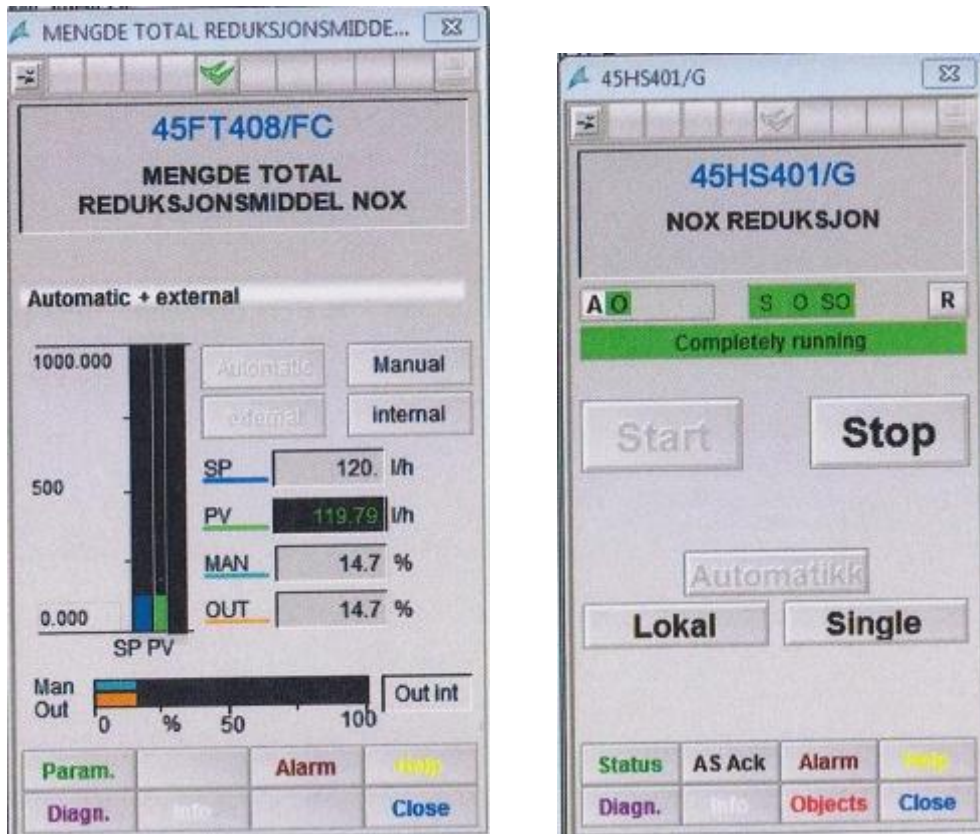 MENGDE TOTAL REDUKSJONSMIDDE...
45FT408/FC
MENGDE TOTAL
REDUKSJONSMIDDEL NOX
Automatic + external
1000.000
500
0.000
SP PV
Automatic
Manual
external
internal
SP 120. l/h
PV 119.79 l/h
MAN 14.7 %
OUT 14.7 %
Man
Out
0 % 50 100
Out int
Param. Alarm Help
Diagn. Info Close
45HS401/G
45HS401/G
NOX REDUKSJON
A O S O SO R
Completely running
Start Stop
Automatikk
Lokal Single
Status AS Ack Alarm Help
Diagn. Info Objects Close